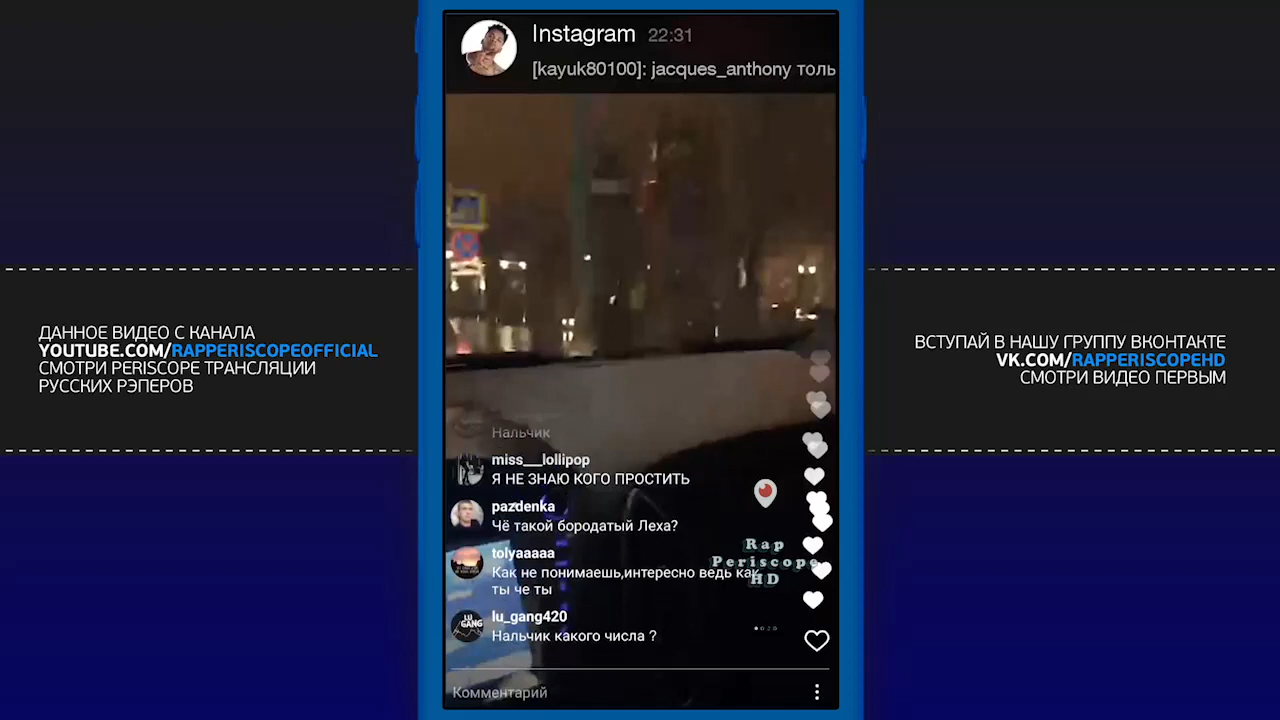 Instagram 22:31
[kayuk80100]: jacques_anthony толь
ДАННОЕ ВИДЕО С КАНАЛА
YOUTUBE.COM/RAPPERISCOPEOFFICIAL
СМОТРИ PERISCOPE ТРАНСЛЯЦИИ
РУССКИХ РЭПЕРОВ
ВСТУПАЙ В НАШУ ГРУППУ ВКОНТАКТЕ
VK.COM/RAPPERISCOPEHD
СМОТРИ ВИДЕО ПЕРВЫМ
Нальчик
miss___lollipop
Я НЕ ЗНАЮ КОГО ПРОСТИТЬ
pazdenka
Чё такой бородатый Леха?
tolyaaaaa
Как не понимаешь,интересно ведь как
ты че ты
lu_gang420
Нальчик какого числа ?
Rap
Periscope
HD
LU
GANG
Комментарий